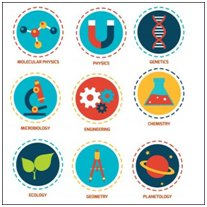 MOLECULAR PHYSICS
PHYSICS
GENETICS
MICROBIOLOGY
ENGINEERING
CHEMISTRY
ECOLOGY
GEOMETRY
PLANETOLOGY